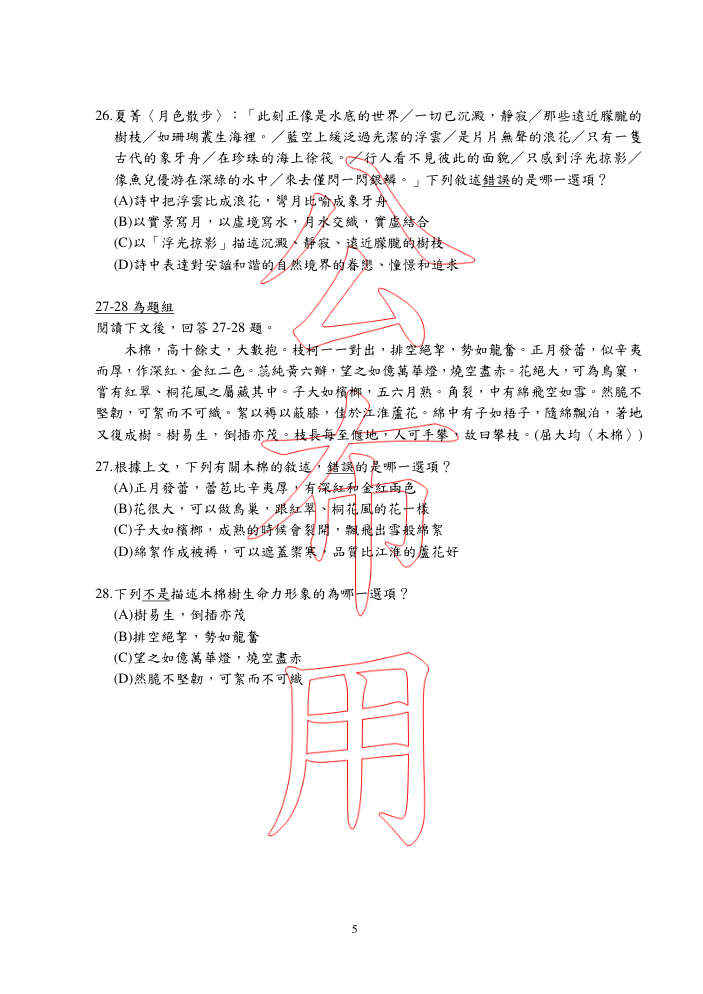 26.夏菁〈月色散步〉：「此刻正像是水底的世界╱一切已沉澱，靜寂╱那些遠近朦朧的
樹枝╱如珊瑚叢生海裡。╱藍空上緩泛過光潔的浮雲╱是片片無聲的浪花╱只有一隻
古代的象牙舟╱在珍珠的海上徐筏。╱行人看不見彼此的面貌╱只感到浮光掠影╱
像魚兒優游在深綠的水中╱來去僅閃一閃銀鱗。」下列敘述錯誤的是哪一選項？
(A)詩中把浮雲比成浪花，彎月比喻成象牙舟
(B)以實景寫月，以虛境寫水，月水交織，實虛結合
(C)以「浮光掠影」描述沉澱、靜寂、遠近朦朧的樹枝
(D)詩中表達對安謐和諧的自然境界的眷戀、憧憬和追求
27-28 為題組
閱讀下文後，回答 27-28 題。
木棉，高十餘丈，大數抱。枝柯一一對出，排空絕挐，勢如龍奮。正月發蕾，似辛夷
而厚，作深紅、金紅二色。蕊純黃六瓣，望之如億萬華燈，燒空盡赤。花絕大，可為鳥窠，
嘗有紅翠、桐花鳳之屬藏其中。子大如檳榔，五六月熟。角裂，中有綿飛空如雪。然脆不
堅韌，可絮而不可織。絮以褥以蔽膝，佳於江淮蘆花。綿中有子如梧子，隨綿飄泊，著地
又復成樹。樹易生，倒插亦茂。枝長每至偃地，人可手攀，故曰攀枝。(屈大均〈木棉〉)
27.根據上文，下列有關木棉的敘述，錯誤的是哪一選項？
(A)正月發蕾，蕾苞比辛夷厚，有深紅和金紅兩色
(B)花很大，可以做鳥巢，跟紅翠、桐花鳳的花一樣
(C)子大如檳榔，成熟的時候會裂開，飄飛出雪般綿絮
(D)綿絮作成被褥，可以遮蓋禦寒，品質比江淮的蘆花好
28.下列不是描述木棉樹生命力形象的為哪一選項？
(A)樹易生，倒插亦茂
(B)排空絕挐，勢如龍奮
(C)望之如億萬華燈，燒空盡赤
(D)然脆不堅韌，可絮而不可織
公布用
5